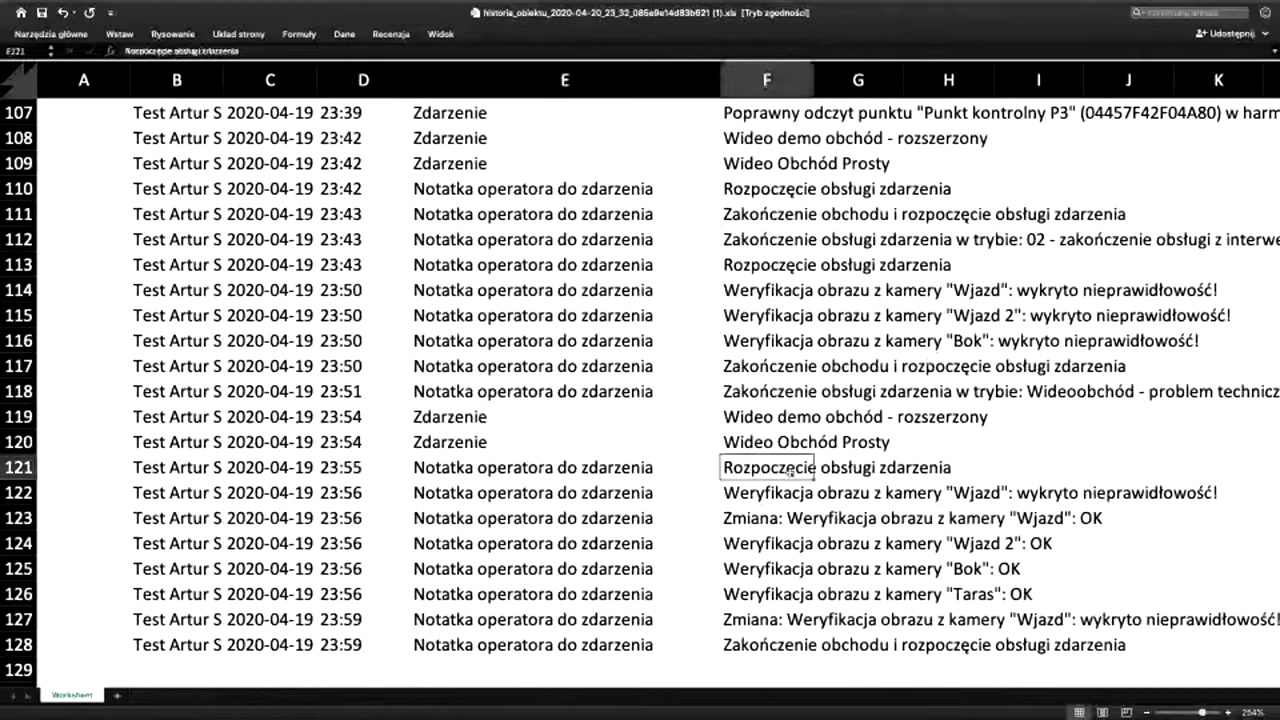 historia_obiektu_2020-04-20_23_32_085e9e14d83b621 (1).xls [Tryb zgodności]
Narzędzia główne Wstaw Rysowanie Układ strony Formuły Dane Recenzja Widok Udostępnij
Rozpoczęcie obsługi zdarzenia
A B C D E F G H I J K
107 Test Artur S 2020-04-19 23:39 Zdarzenie Poprawny odczyt punktu "Punkt kontrolny P3" (04457F42F04A80) w harm
108 Test Artur S 2020-04-19 23:42 Zdarzenie Wideo demo obchód - rozszerzony
109 Test Artur S 2020-04-19 23:42 Zdarzenie Wideo Obchód Prosty
110 Test Artur S 2020-04-19 23:42 Notatka operatora do zdarzenia Rozpoczęcie obsługi zdarzenia
111 Test Artur S 2020-04-19 23:43 Notatka operatora do zdarzenia Zakończenie obchodu i rozpoczęcie obsługi zdarzenia
112 Test Artur S 2020-04-19 23:43 Notatka operatora do zdarzenia Zakończenie obsługi zdarzenia w trybie: 02 - zakończenie obsługi z interwe
113 Test Artur S 2020-04-19 23:43 Notatka operatora do zdarzenia Rozpoczęcie obsługi zdarzenia
114 Test Artur S 2020-04-19 23:50 Notatka operatora do zdarzenia Weryfikacja obrazu z kamery "Wjazd": wykryto nieprawidłowość!
115 Test Artur S 2020-04-19 23:50 Notatka operatora do zdarzenia Weryfikacja obrazu z kamery "Wjazd 2": wykryto nieprawidłowość!
116 Test Artur S 2020-04-19 23:50 Notatka operatora do zdarzenia Weryfikacja obrazu z kamery "Bok": wykryto nieprawidłowość!
117 Test Artur S 2020-04-19 23:50 Notatka operatora do zdarzenia Zakończenie obchodu i rozpoczęcie obsługi zdarzenia
118 Test Artur S 2020-04-19 23:51 Notatka operatora do zdarzenia Zakończenie obsługi zdarzenia w trybie: Wideoobchód - problem technicz
119 Test Artur S 2020-04-19 23:54 Zdarzenie Wideo demo obchód - rozszerzony
120 Test Artur S 2020-04-19 23:54 Zdarzenie Wideo Obchód Prosty
121 Test Artur S 2020-04-19 23:55 Notatka operatora do zdarzenia Rozpoczęcie obsługi zdarzenia
122 Test Artur S 2020-04-19 23:56 Notatka operatora do zdarzenia Weryfikacja obrazu z kamery "Wjazd": wykryto nieprawidłowość!
123 Test Artur S 2020-04-19 23:56 Notatka operatora do zdarzenia Zmiana: Weryfikacja obrazu z kamery "Wjazd": OK
124 Test Artur S 2020-04-19 23:56 Notatka operatora do zdarzenia Weryfikacja obrazu z kamery "Wjazd 2": OK
125 Test Artur S 2020-04-19 23:56 Notatka operatora do zdarzenia Weryfikacja obrazu z kamery "Bok": OK
126 Test Artur S 2020-04-19 23:56 Notatka operatora do zdarzenia Weryfikacja obrazu z kamery "Taras": OK
127 Test Artur S 2020-04-19 23:59 Notatka operatora do zdarzenia Zmiana: Weryfikacja obrazu z kamery "Wjazd": wykryto nieprawidłowość!
128 Test Artur S 2020-04-19 23:59 Notatka operatora do zdarzenia Zakończenie obchodu i rozpoczęcie obsługi zdarzenia
129
Worksheet
254%